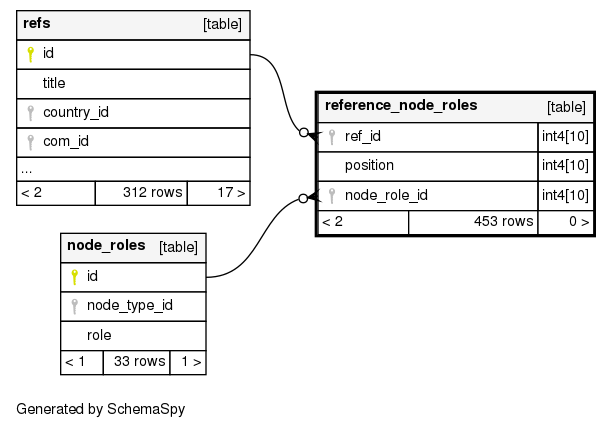 refs [table]
id
title
country_id
com_id
...
< 2 312 rows 17 >
reference_node_roles [table]
ref_id int4[10]
position int4[10]
node_role_id int4[10]
< 2 453 rows 0 >
node_roles [table]
id
node_type_id
role
< 1 33 rows 1 >
Generated by SchemaSpy